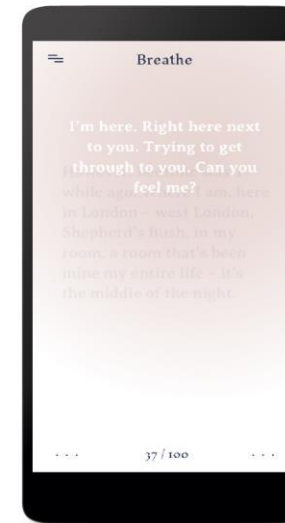 Breathe
I'm here. Right here next
to you. Trying to get
through to you. Can you
feel me?
while ago. am, here
in London – west London,
Shepherd's Bush, in my
room, a room that's been
mine my entire life – it's
the middle of the night.
37 / 100